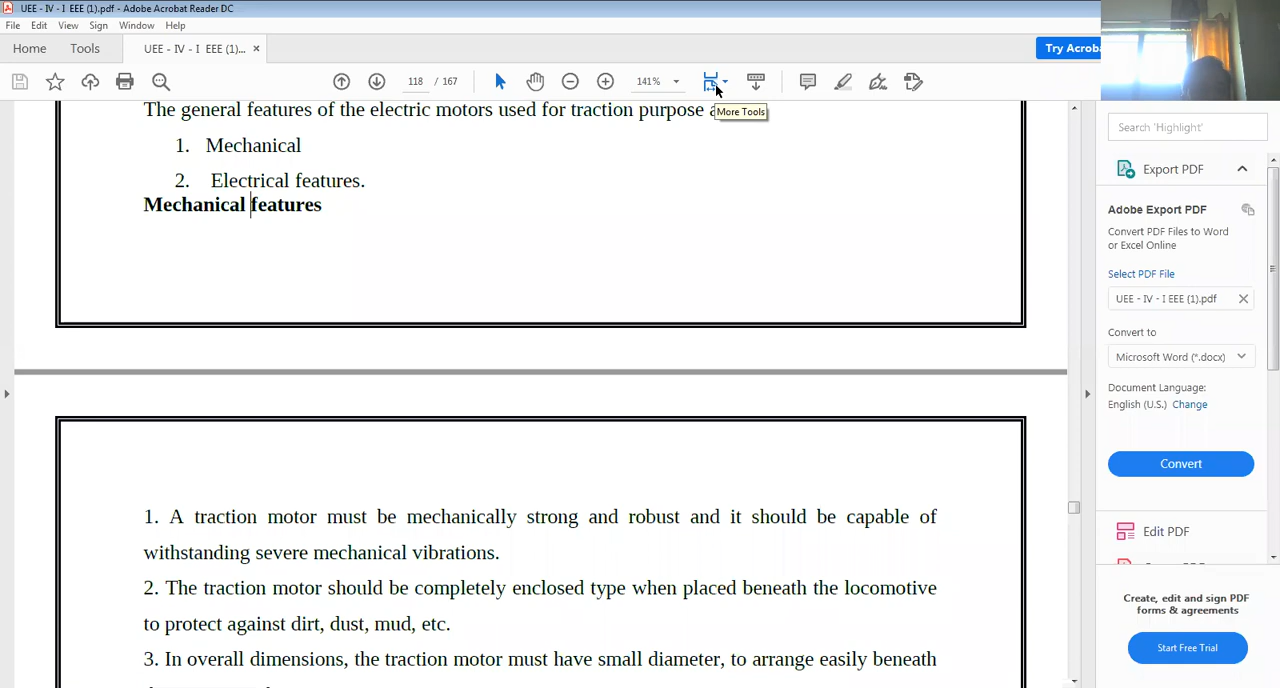 UEE - IV - I EEE (1).pdf - Adobe Acrobat Reader DC
File Edit View Sign Window Help
Home Tools UEE - IV - I EEE (1)... × Try Acroba
118 / 167 141%
More Tools
The general features of the electric motors used for traction purpose a
1. Mechanical
2. Electrical features.
Mechanical features
1. A traction motor must be mechanically strong and robust and it should be capable of
withstanding severe mechanical vibrations.
2. The traction motor should be completely enclosed type when placed beneath the locomotive
to protect against dirt, dust, mud, etc.
3. In overall dimensions, the traction motor must have small diameter, to arrange easily beneath
Search 'Highlight'
Export PDF
Adobe Export PDF
Convert PDF Files to Word
or Excel Online
Select PDF File
UEE - IV - I EEE (1).pdf
Convert to
Microsoft Word (*.docx)
Document Language:
English (U.S.) Change
Convert
Edit PDF
Create, edit and sign PDF
forms & agreements
Start Free Trial